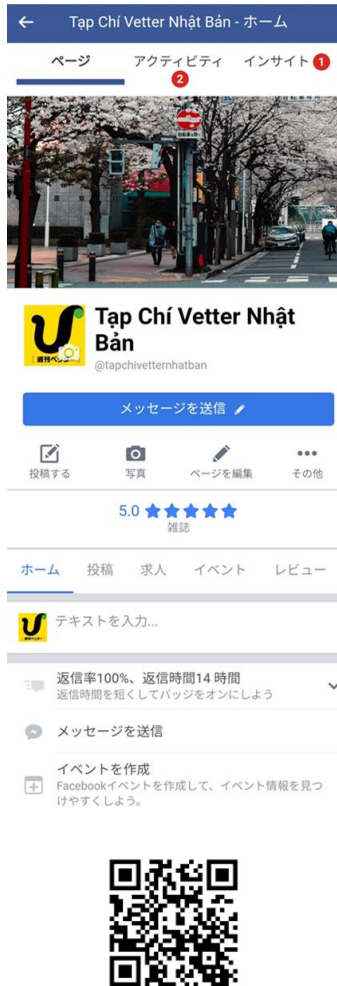 Tạp Chí Vetter Nhật Bản - ホーム
ページ
アクティビティ
2
インサイト 1
自転車を除く
Tạp Chí Vetter Nhật
Bản
@tapchivetternhatban
メッセージを送信
投稿する
写真
ページを編集
その他
5.0
雑誌
ホーム
投稿
求人
イベント
レビュー
テキストを入力...
返信率100%、返信時間14 時間
返信時間を短くしてバッジをオンにしよう
メッセージを送信
イベントを作成
Facebookイベントを作成して、イベント情報を見つ
けやすくしよう。